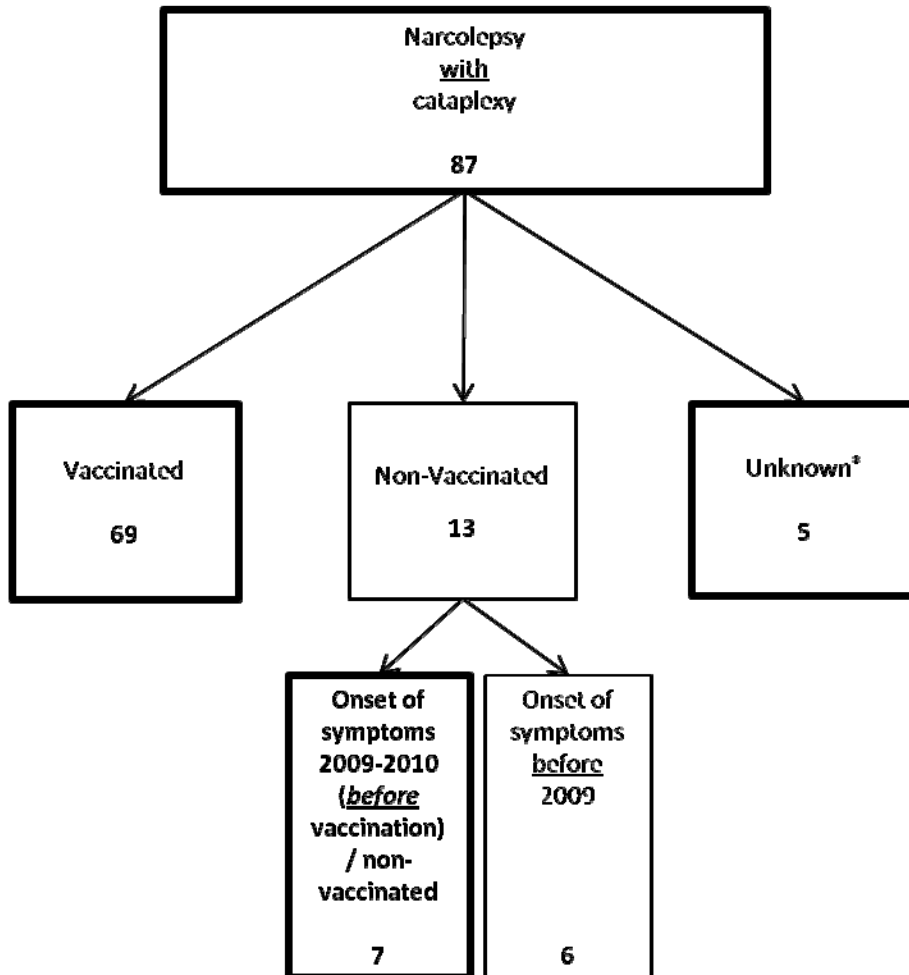 Narcolepsy
with
cataplexy
87
Vaccinated
69
Non-Vaccinated
13
Unknown*
5
Onset of
symptoms
2009-2010
(before
vaccination)
/ non-
vaccinated
7
Onset of
symptoms
before
2009
6